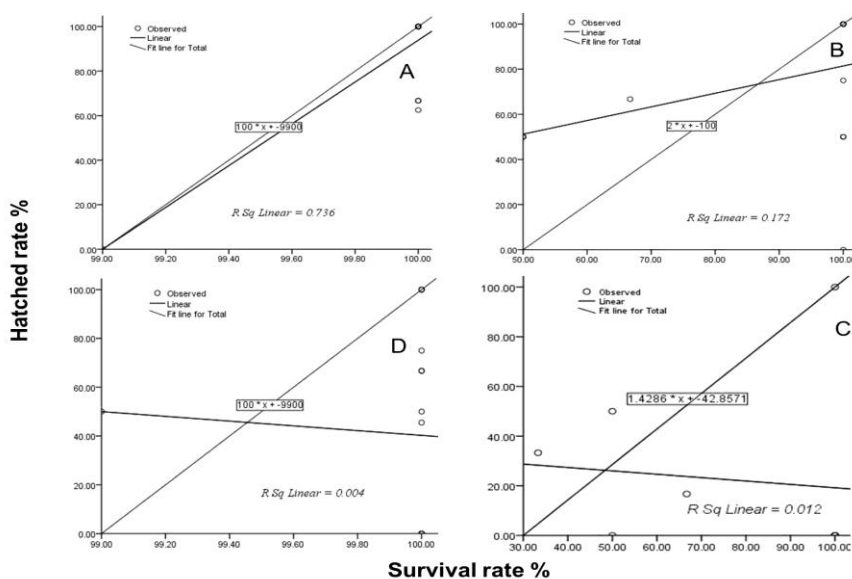 Hatched rate %
100.00
80.00
60.00
40.00
20.00
0.00
Observed
Linear
Fit line for Total
A
100 * x + -9900
R Sq Linear = 0.736
99.00 99.20 99.40 99.60 99.80 100.00
100.00
80.00
60.00
40.00
20.00
0.00
Observed
Linear
Fit line for Total
B
2 * x + -100
R Sq Linear = 0.172
50.00 60.00 70.00 80.00 90.00 100.00
100.00
80.00
60.00
40.00
20.00
0.00
Observed
Linear
Fit line for Total
D
100 * x + -9900
R Sq Linear = 0.004
99.00 99.20 99.40 99.60 99.80 100.00
100.00
80.00
60.00
40.00
20.00
0.00
Observed
Linear
Fit line for Total
C
1.4286 * x + -42.8571
R Sq Linear = 0.012
30.00 40.00 50.00 60.00 70.00 80.00 90.00 100.00
Survival rate %